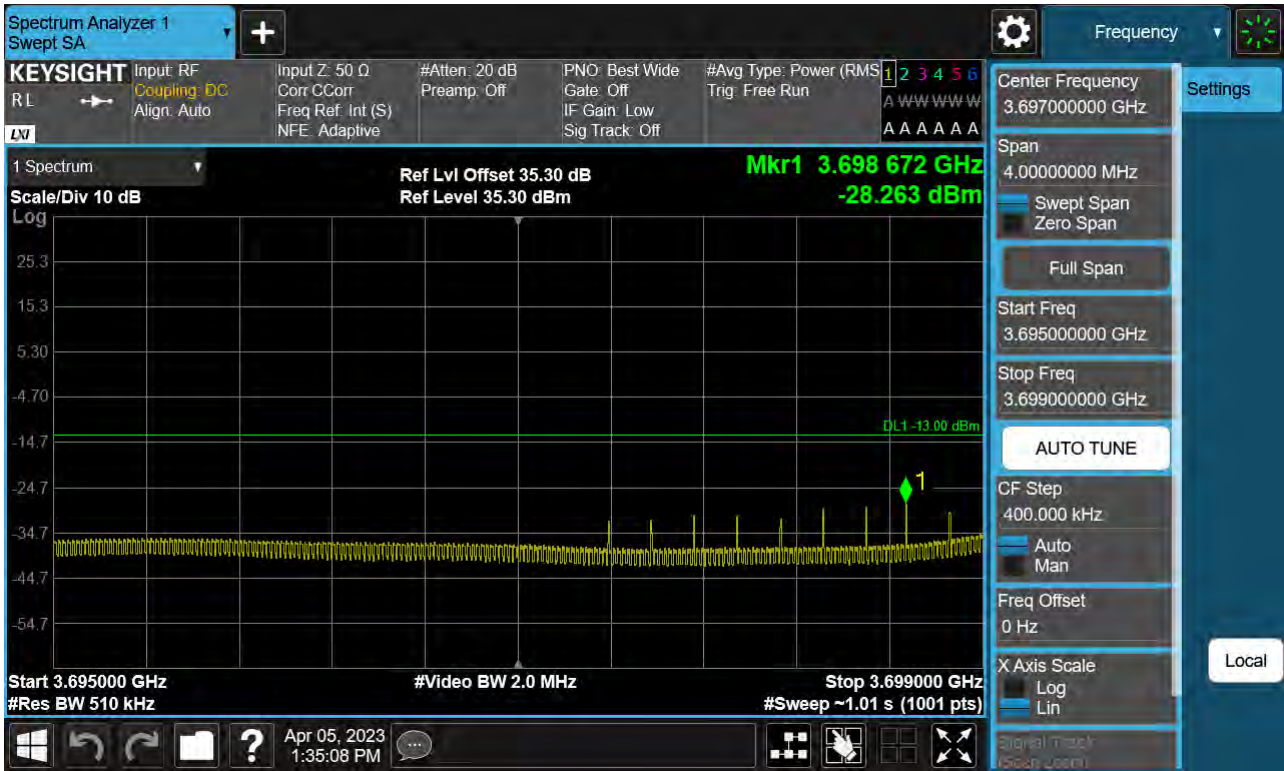 Spectrum Analyzer 1
Swept SA
+
Frequency
KEYSIGHT
RL
LXI
Input: RF
Coupling: DC
Align: Auto
Input Z: 50 Ω
Corr CCorr
Freq Ref: Int (S)
NFE: Adaptive
#Atten: 20 dB
Preamp: Off
PNO: Best Wide
Gate: Off
IF Gain: Low
Sig Track: Off
#Avg Type: Power (RMS
Trig: Free Run
1 2 3 4 5 6
A W W W W W
A A A A A A
1 Spectrum
Scale/Div 10 dB
Log
Ref Lvl Offset 35.30 dB
Ref Level 35.30 dBm
Mkr1 3.698 672 GHz
-28.263 dBm
25.3
15.3
5.30
-4.70
-14.7
-24.7
-34.7
-44.7
-54.7
DL1 -13.00 dBm
1
Start 3.695000 GHz
#Res BW 510 kHz
#Video BW 2.0 MHz
Stop 3.699000 GHz
#Sweep ~1.01 s (1001 pts)
Center Frequency
3.697000000 GHz
Span
4.00000000 MHz
Swept Span
Zero Span
Full Span
Start Freq
3.695000000 GHz
Stop Freq
3.699000000 GHz
AUTO TUNE
CF Step
400.000 kHz
Auto
Man
Freq Offset
0 Hz
X Axis Scale
Log
Lin
Signal Track
(Span Zoom)
Settings
Local
?
Apr 05, 2023
1:35:08 PM